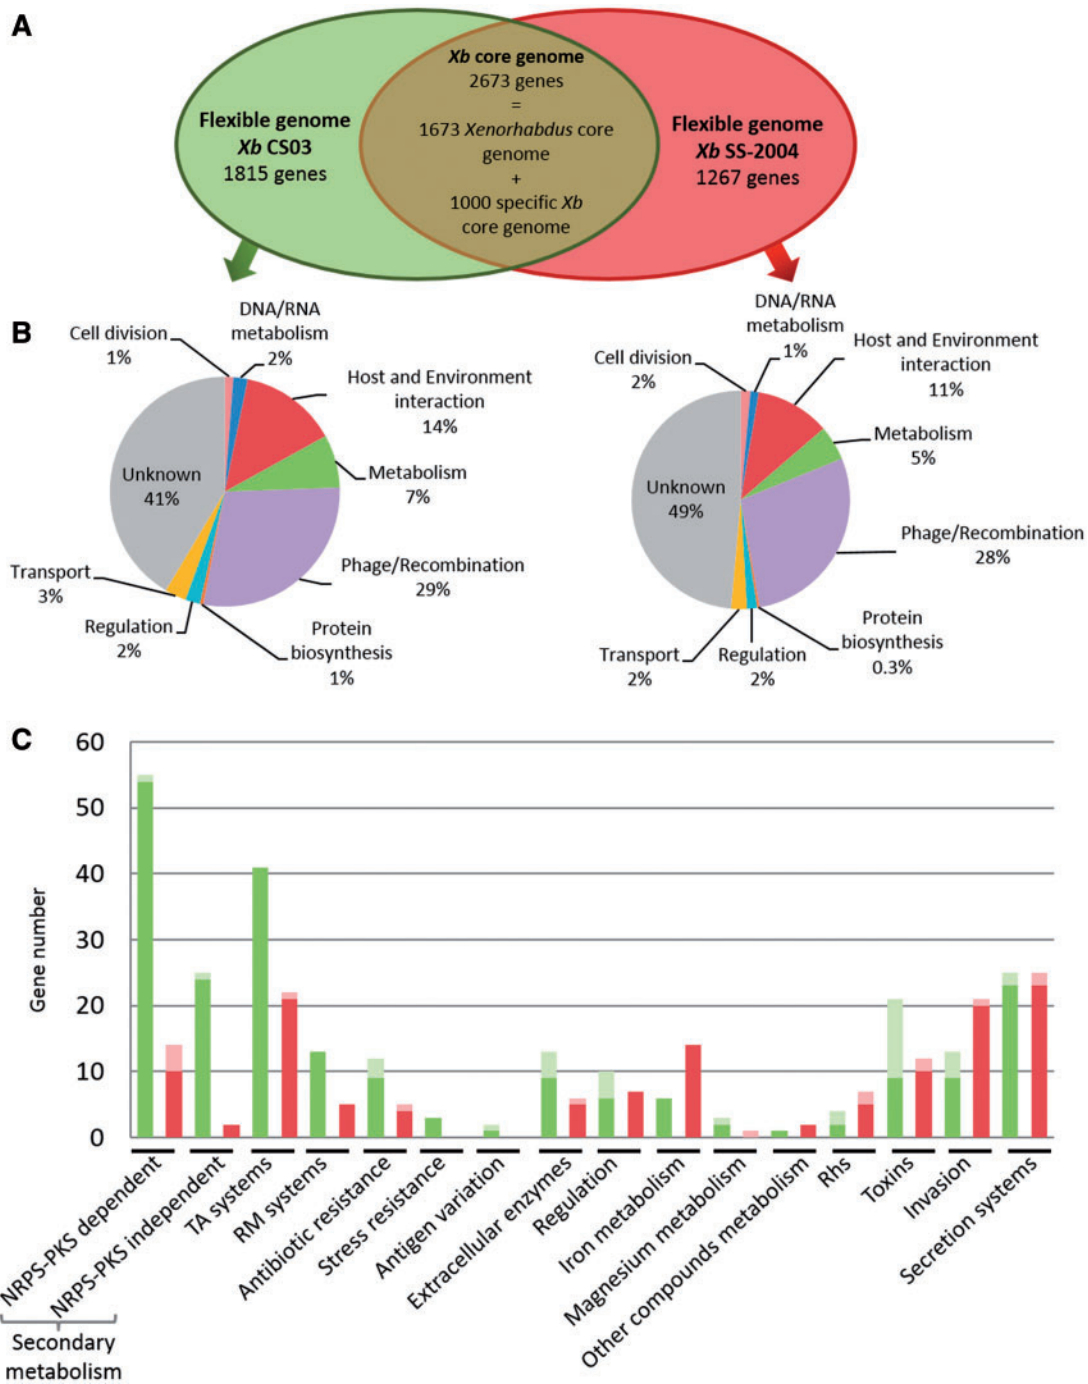 A
Xb core genome
2673 genes
=
1673 Xenorhabdus core
genome
+
1000 specific Xb
core genome
Flexible genome
Xb CS03
1815 genes
Flexible genome
Xb SS-2004
1267 genes
B
Cell division
1%
DNA/RNA
metabolism
2%
Host and Environment
interaction
14%
Metabolism
7%
Phage/Recombination
29%
Protein
biosynthesis
1%
Regulation
2%
Transport
3%
Unknown
41%
Cell division
2%
DNA/RNA
metabolism
1%
Host and Environment
interaction
11%
Metabolism
5%
Phage/Recombination
28%
Protein
biosynthesis
0.3%
Regulation
2%
Transport
2%
Unknown
49%
C
Gene number
60
50
40
30
20
10
0
NRPS-PKS dependent
NRPS-PKS independent
TA systems
RM systems
Antibiotic resistance
Stress resistance
Antigen variation
Extracellular enzymes
Regulation
Iron metabolism
Magnesium metabolism
Other compounds metabolism
Rhs
Toxins
Invasion
Secretion systems
Secondary
metabolism